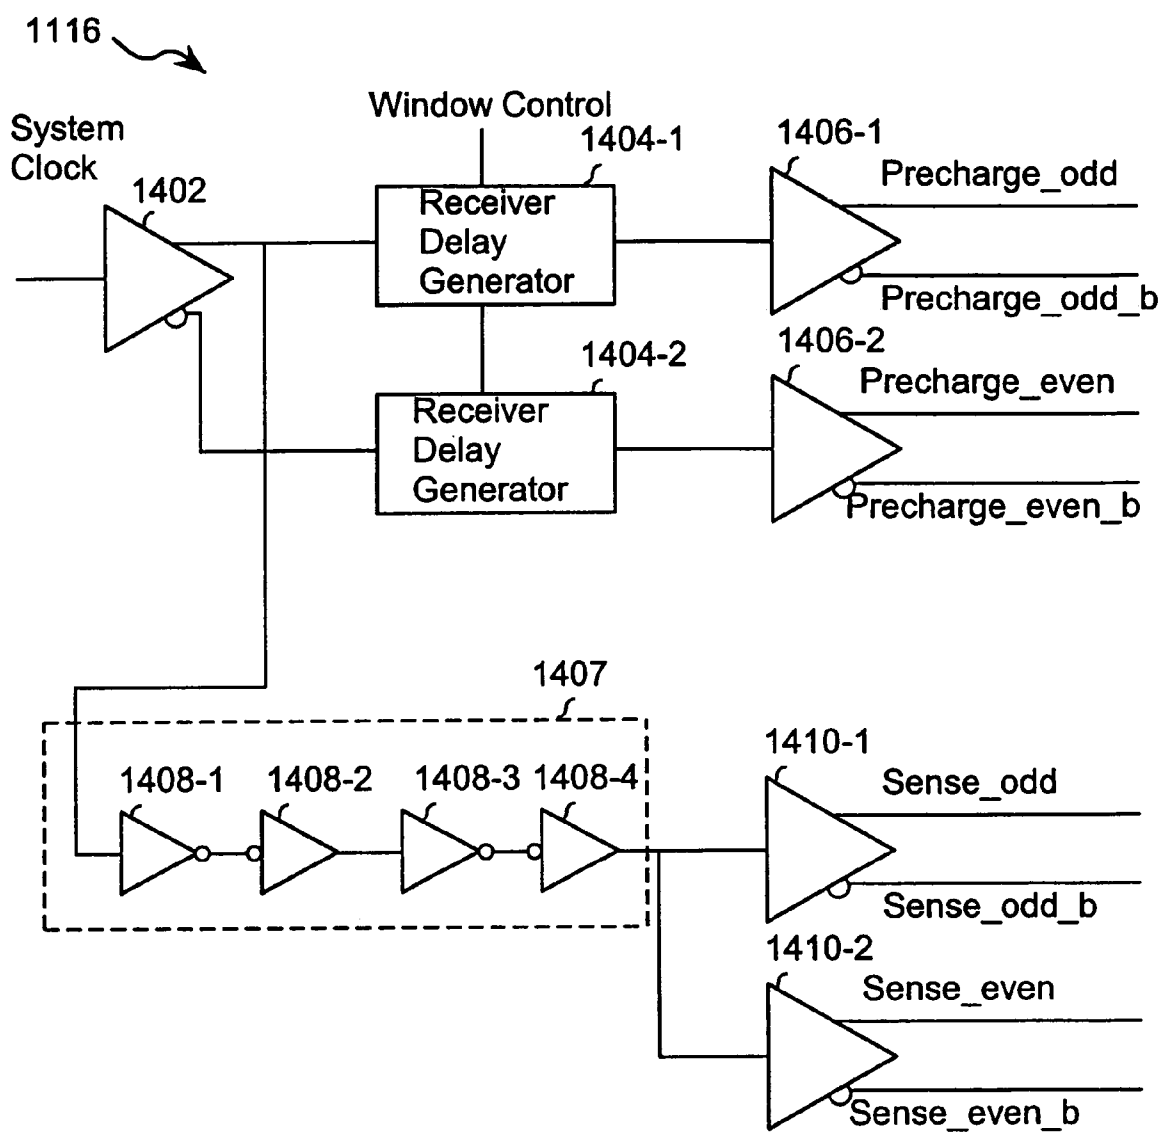 1116
System
Clock
1402
Window Control
1404-1
Receiver
Delay
Generator
1406-1
Precharge_odd
Precharge_odd_b
1404-2
Receiver
Delay
Generator
1406-2
Precharge_even
Precharge_even_b
1407
1408-1
1408-2
1408-3
1408-4
1410-1
Sense_odd
Sense_odd_b
1410-2
Sense_even
Sense_even_b